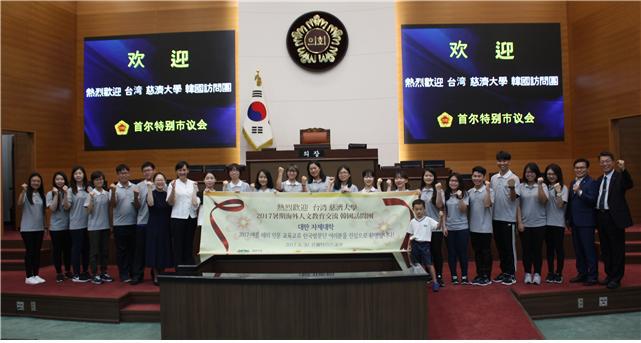 의회
欢 迎
熱烈歡迎 台湾 慈濟大學 韓國訪問團
首尔特别市议会
欢 迎
熱烈歡迎 台湾 慈濟大學 韓國訪問團
首尔特别市议会
의 장
热烈欢迎 台湾慈濟大學
2017暑期海外人文教育交流 韓國訪問團
대만 자제대학